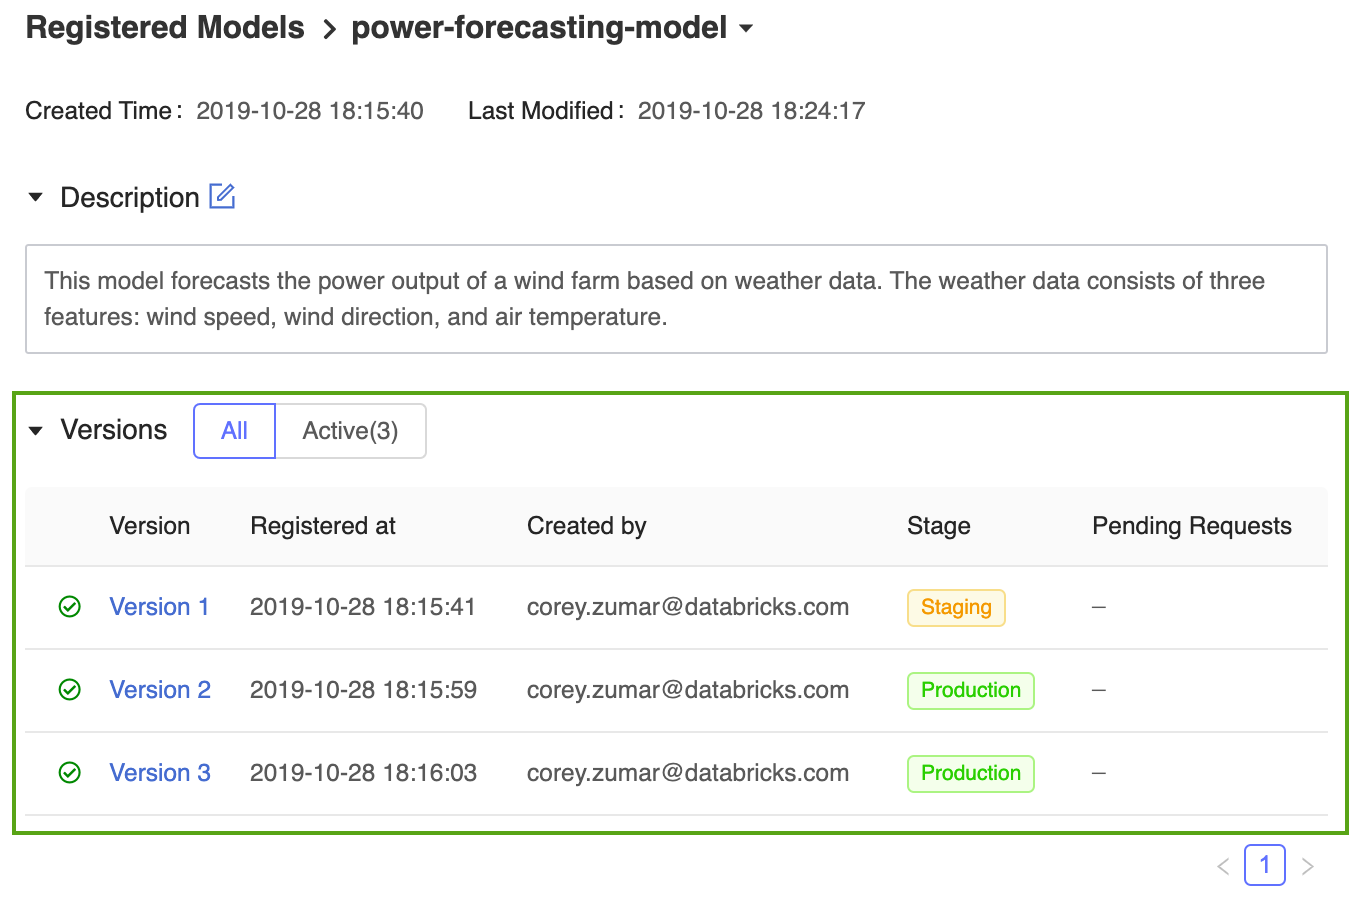 Registered Models > power-forecasting-model
Created Time: 2019-10-28 18:15:40 Last Modified: 2019-10-28 18:24:17
Description
This model forecasts the power output of a wind farm based on weather data. The weather data consists of three
features: wind speed, wind direction, and air temperature.
Versions All Active(3)
Version Registered at Created by Stage Pending Requests
Version 1 2019-10-28 18:15:41 corey.zumar@databricks.com Staging –
Version 2 2019-10-28 18:15:59 corey.zumar@databricks.com Production –
Version 3 2019-10-28 18:16:03 corey.zumar@databricks.com Production –
< 1 >